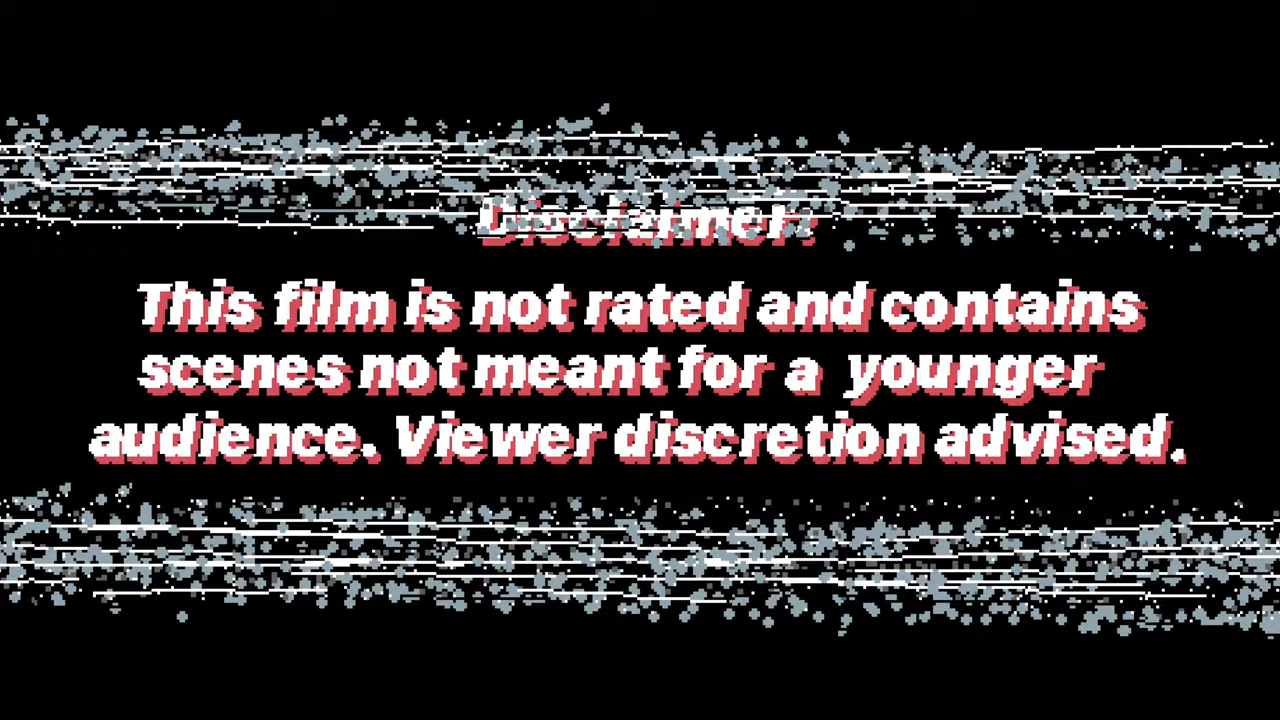 Disclaimer:
This film is not rated and contains
scenes not meant for a younger
audience. Viewer discretion advised.